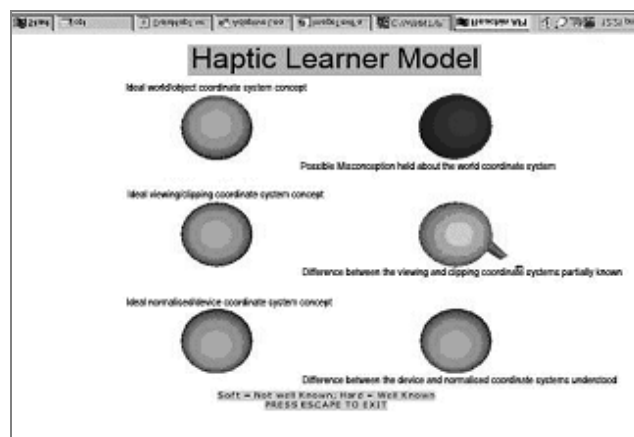 Haptic Learner Model
Ideal world/object coordinate system concept
Possible Misconception held about the world coordinate system
Ideal viewing/clipping coordinate system concept
Difference between the viewing and clipping coordinate systems partially known
Ideal normalised/device coordinate system concept
Difference between the device and normalised coordinate systems understood
Soft = Not well Known; Hard = Well Known
PRESS ESCAPE TO EXIT